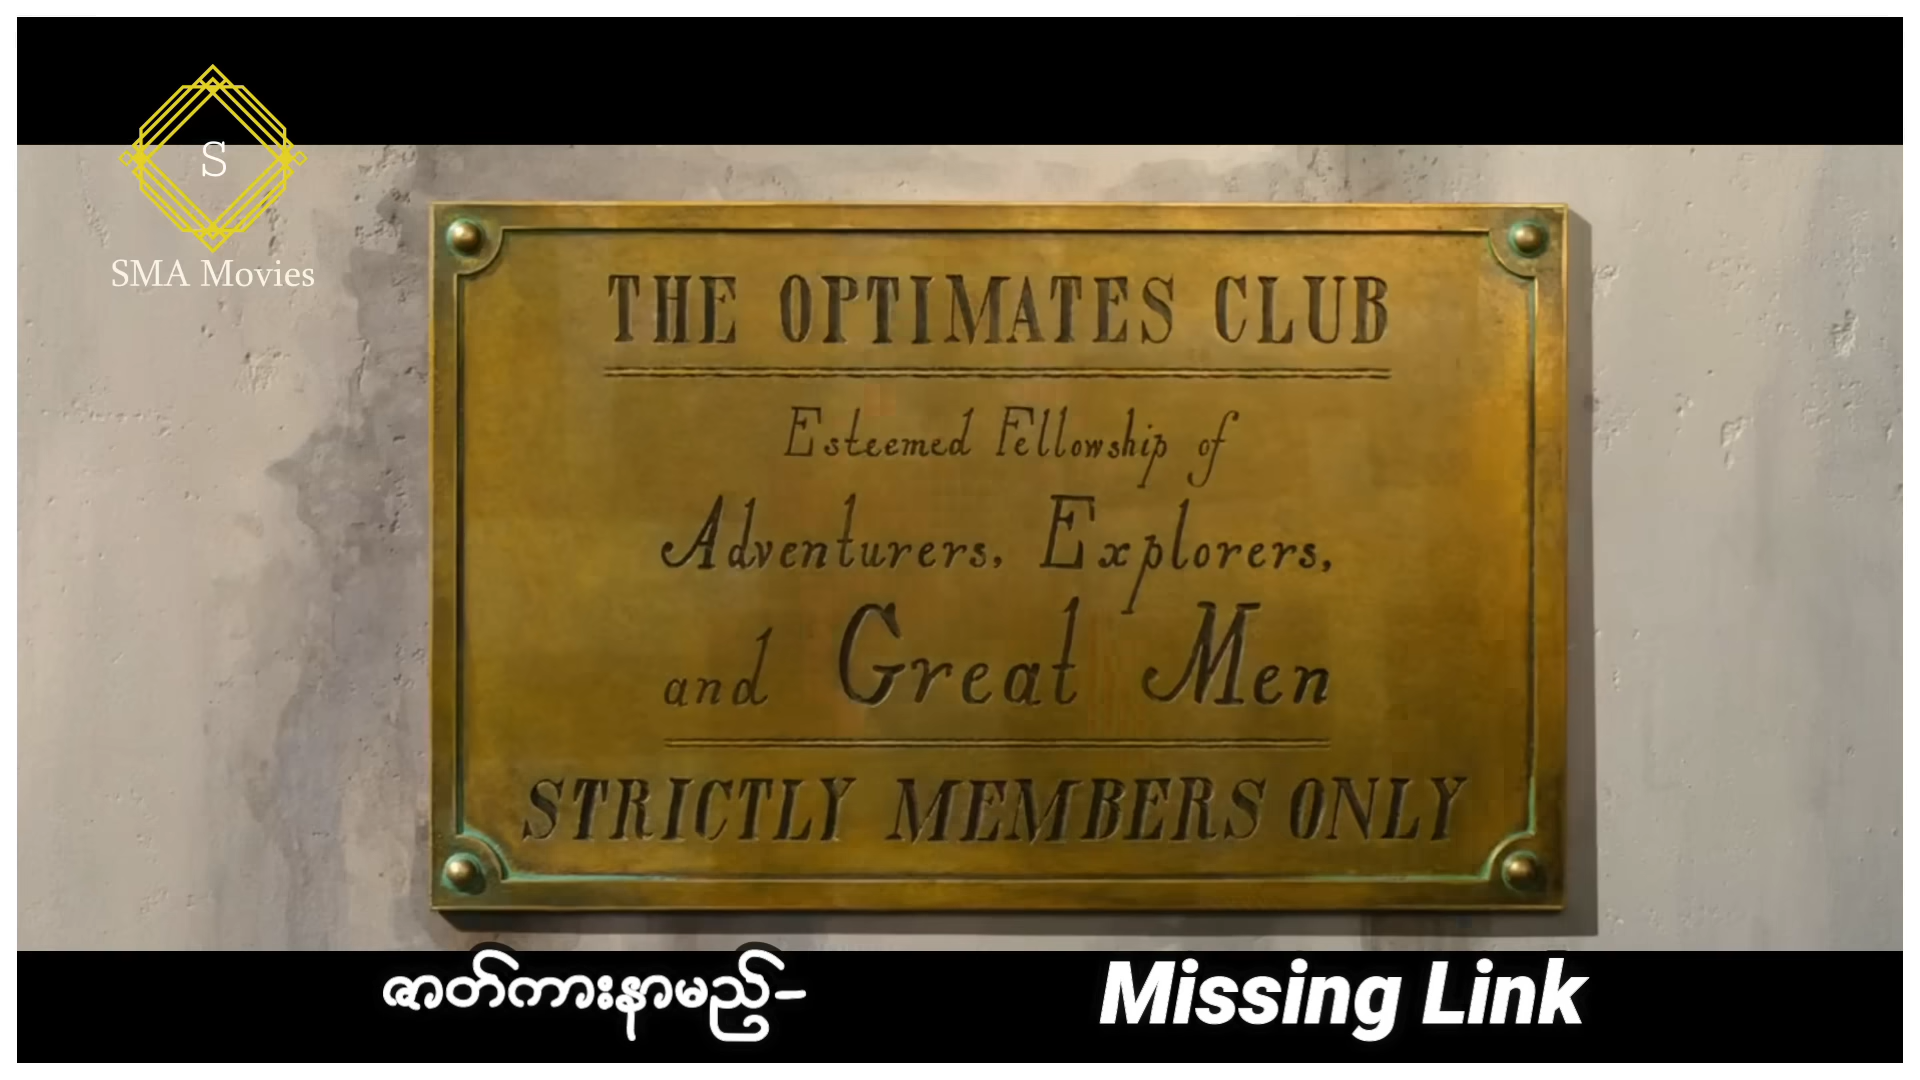 S
SMA Movies
THE OPTIMATES CLUB
Esteemed Fellowship of
Adventurers, Explorers,
and Great Men
STRICTLY MEMBERS ONLY
ဇာတ်ကားနာမည်- Missing Link